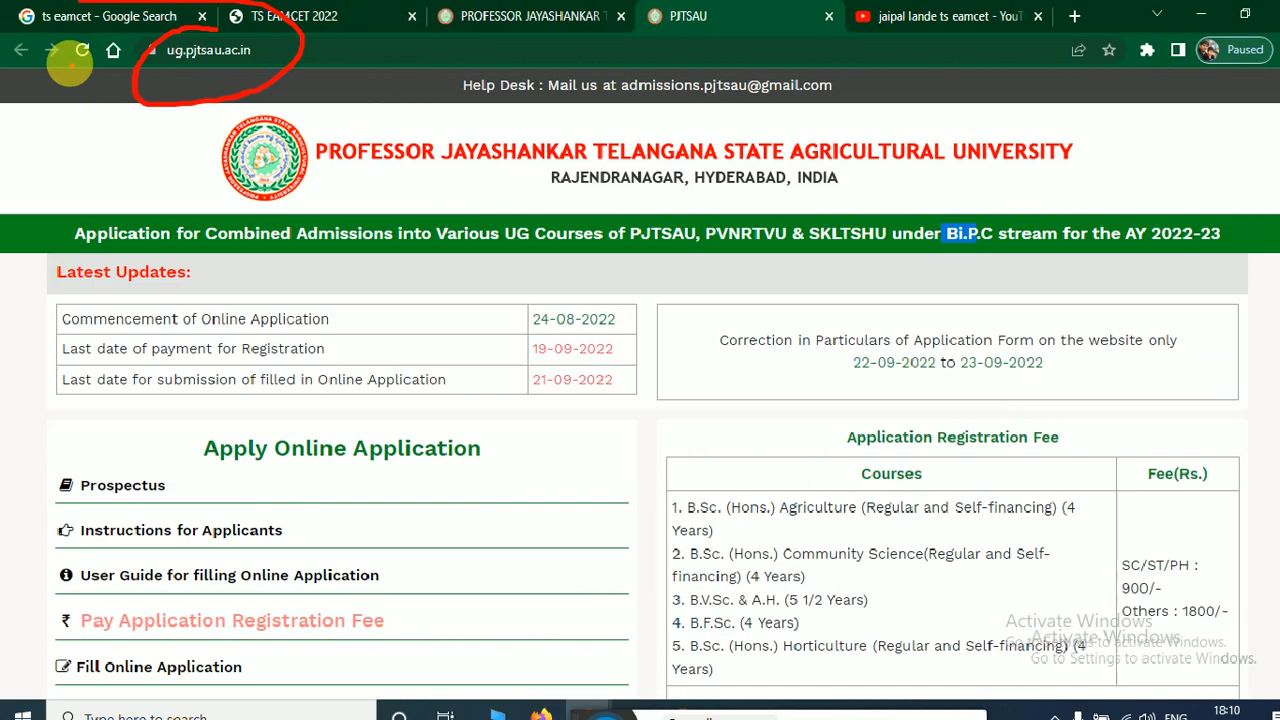 ts eamcet - Google Search
TS EAMCET 2022
PROFESSOR JAYASHANKAR T
PJTSAU
jaipal lande ts eamcet - YouT
ug.pjtsau.ac.in
Paused
Help Desk : Mail us at admissions.pjtsau@gmail.com
PROFESSOR JAYASHANKAR TELANGANA STATE AGRICULTURAL UNIVERSITY
RAJENDRANAGAR, HYDERABAD, INDIA
Application for Combined Admissions into Various UG Courses of PJTSAU, PVNRTVU & SKLTSHU under Bi.P.C stream for the AY 2022-23
Latest Updates:
Commencement of Online Application 24-08-2022
Last date of payment for Registration 19-09-2022
Last date for submission of filled in Online Application 21-09-2022
Correction in Particulars of Application Form on the website only
22-09-2022 to 23-09-2022
Apply Online Application
Prospectus
Instructions for Applicants
User Guide for filling Online Application
₹ Pay Application Registration Fee
Fill Online Application
Application Registration Fee
Courses Fee(Rs.)
1. B.Sc. (Hons.) Agriculture (Regular and Self-financing) (4
Years)
2. B.Sc. (Hons.) Community Science(Regular and Self-
financing) (4 Years)
3. B.V.Sc. & A.H. (5 1/2 Years)
4. B.F.Sc. (4 Years)
5. B.Sc. (Hons.) Horticulture (Regular and Self-financing) (4
Years)
SC/ST/PH :
900/-
Others : 1800/-
Activate Windows
Go to Settings to activate Windows.
Activate Windows
Go to Settings to activate Windows.
Type here to search
ENG
18:10